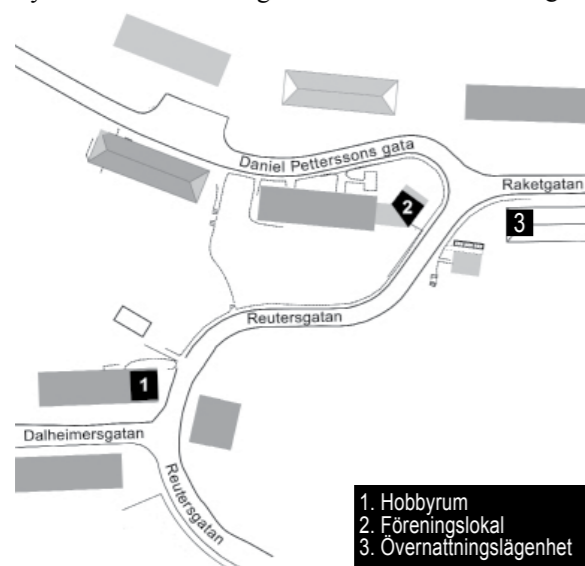 Daniel Petterssons gata
Raketgatan
2
3
Reutersgatan
1
Dalheimersgatan
Reutersgatan
1. Hobbyrum
2. Föreningslokal
3. Övernattningslägenhet